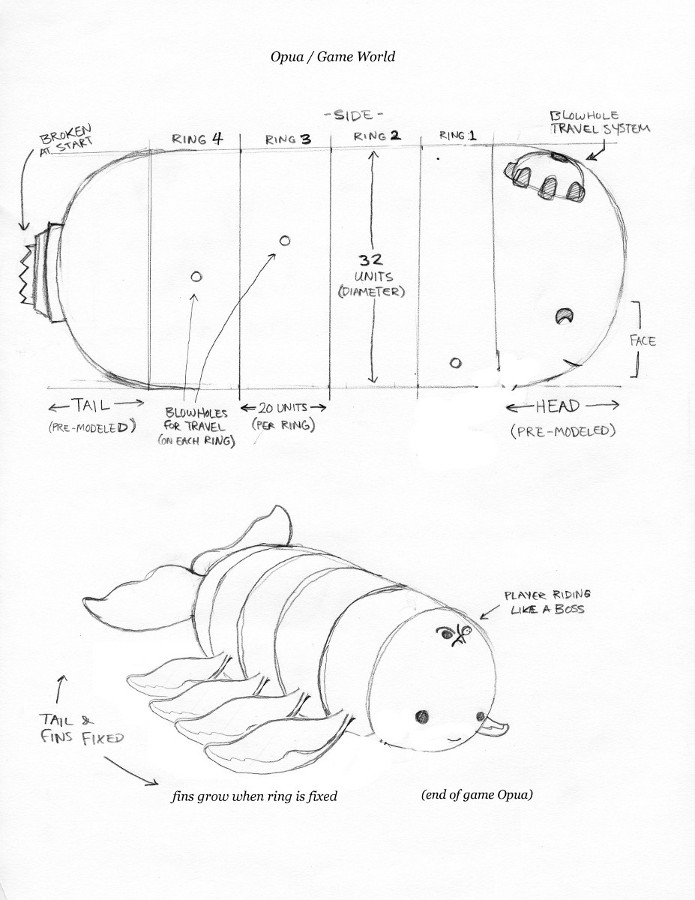 Opua / Game World
-SIDE-
BROKEN
AT START
RING 4
RING 3
RING 2
RING 1
BLOWHOLE
TRAVEL SYSTEM
32
UNITS
(DIAMETER)
FACE
TAIL
(PRE-MODELED)
BLOWHOLES
FOR TRAVEL
(ON EACH RING)
20 UNITS
(PER RING)
HEAD
(PRE-MODELED)
PLAYER RIDING
LIKE A BOSS
TAIL &
FINS FIXED
fins grow when ring is fixed
(end of game Opua)